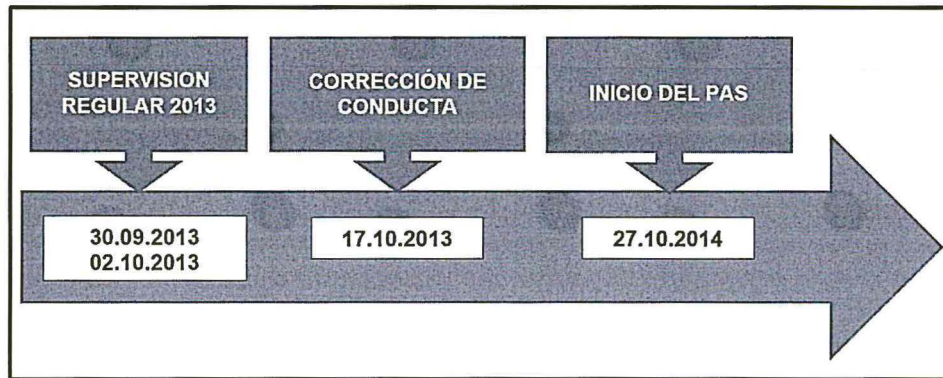 SUPERVISION
REGULAR 2013
CORRECCIÓN DE
CONDUCTA
INICIO DEL PAS
30.09.2013
02.10.2013
17.10.2013
27.10.2014